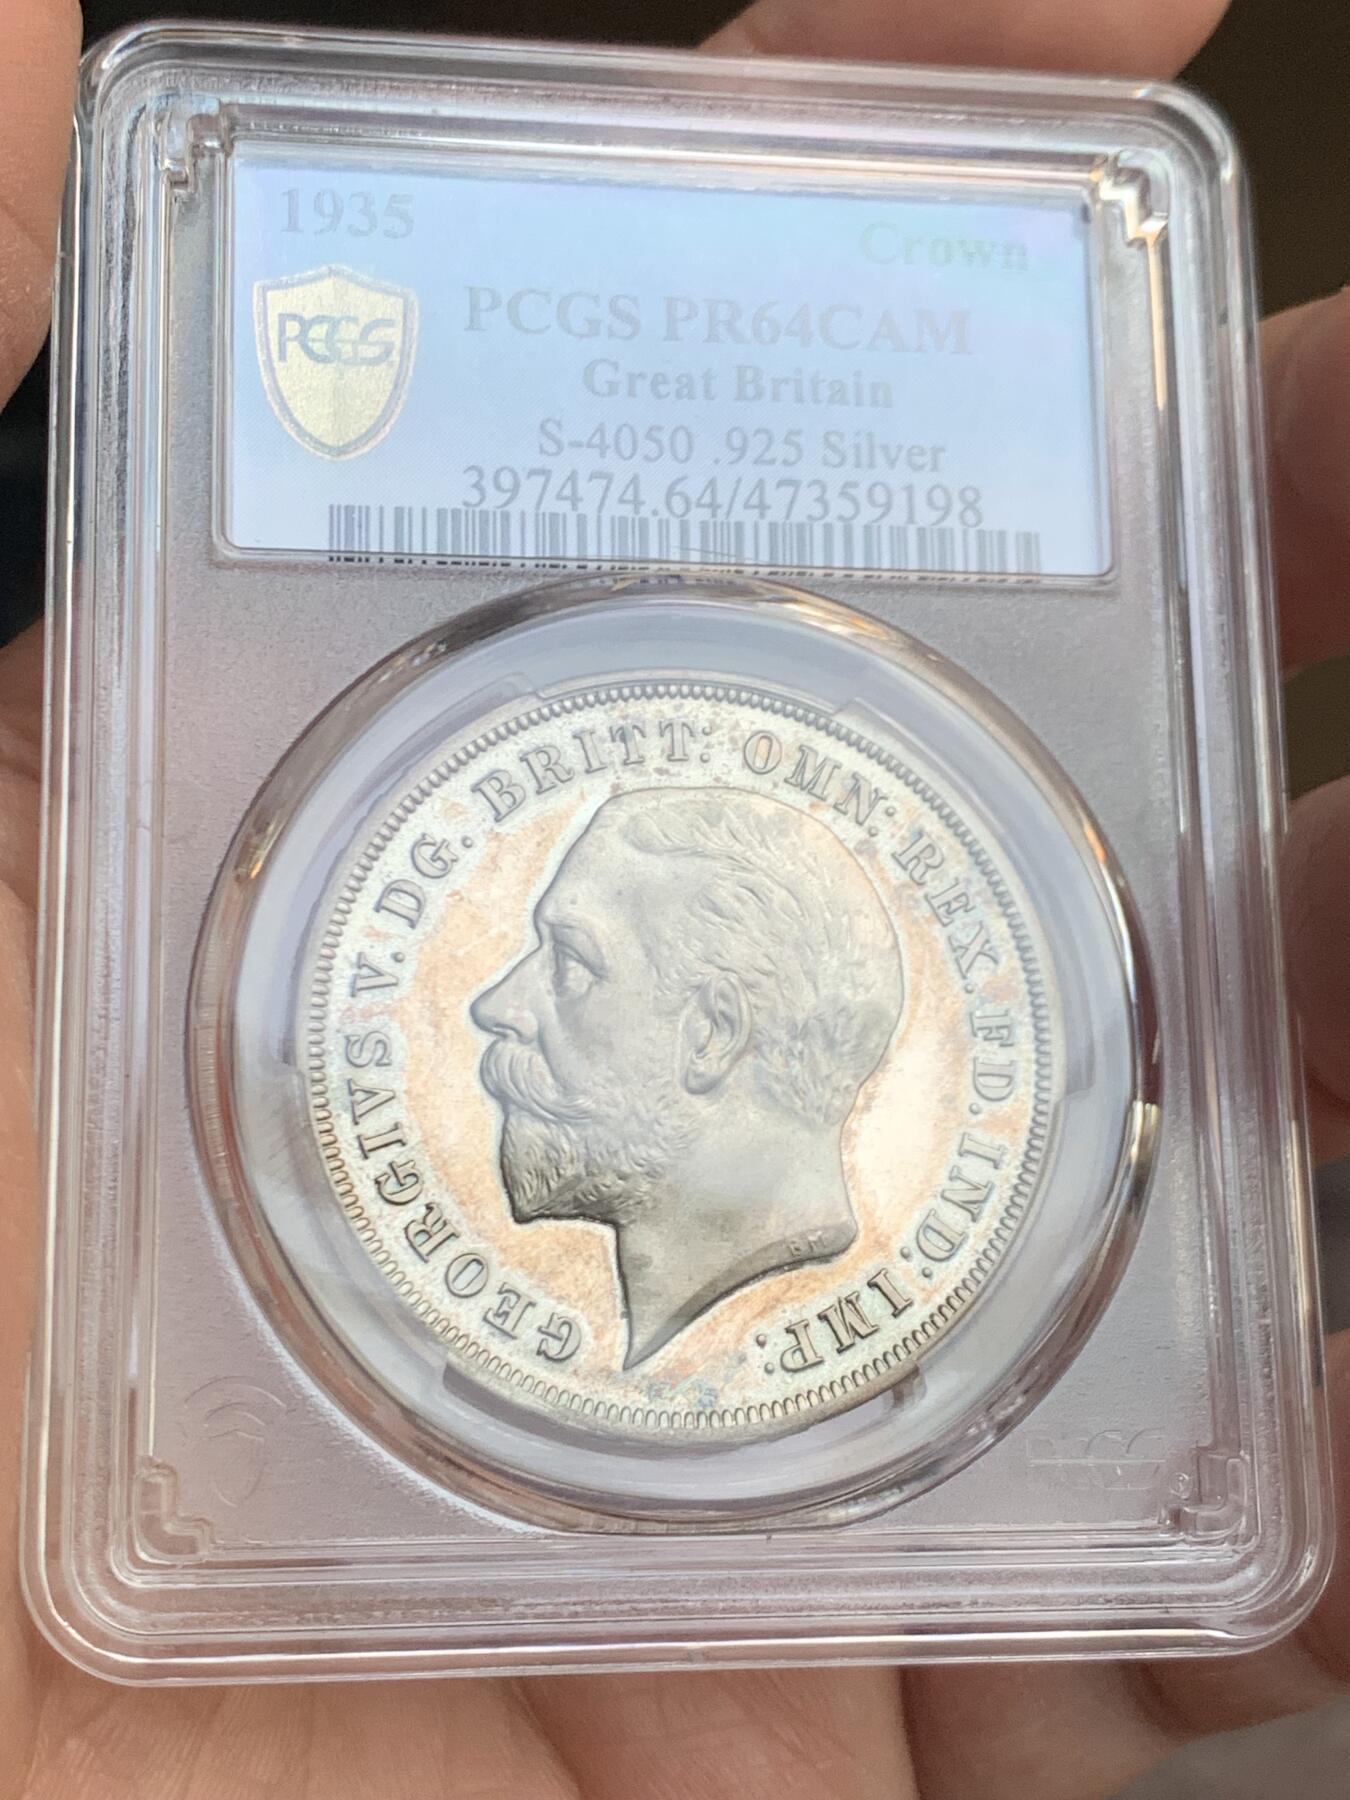 1935
Crown
PCGS
PCGS PR64CAM
Great Britain
S-4050 .925 Silver
397474.64/47359198
GEORGIVS V. DG. BRITT: OMN: REX. FD. IND: IMP:
BM
PCGS